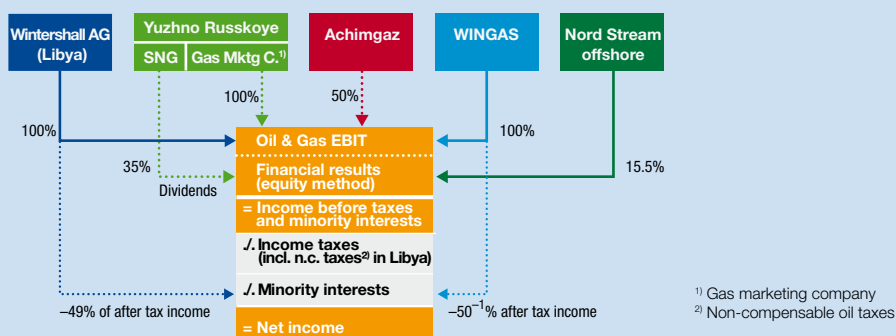 Wintershall AG
(Libya)
Yuzhno Russkoye
SNG
Gas Mktg C.1)
Achimgaz
WINGAS
Nord Stream
offshore
100%
50%
100%
100%
35%
Dividends
15.5%
Oil & Gas EBIT
Financial results
(equity method)
= Income before taxes
and minority interests
./. Income taxes
(incl. n.c. taxes2) in Libya)
./. Minority interests
–49% of after tax income
–50–1% after tax income
= Net income
1) Gas marketing company
2) Non-compensable oil taxes